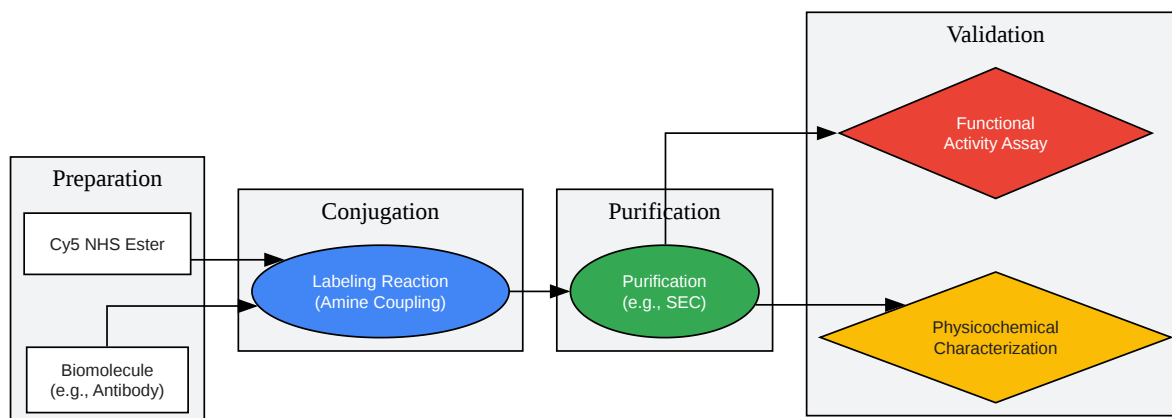 Preparation
Cy5 NHS Ester
Biomolecule
(e.g., Antibody)
Conjugation
Labeling Reaction
(Amine Coupling)
Purification
Purification
(e.g., SEC)
Validation
Functional
Activity Assay
Physicochemical
Characterization